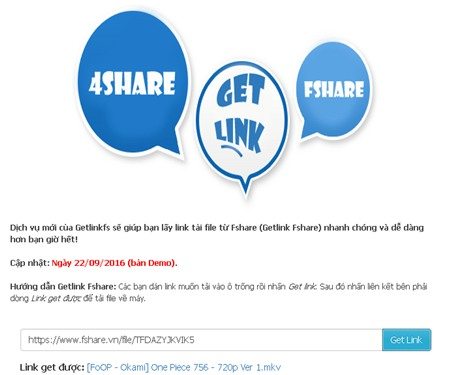 4SHARE
GET
LINK
FSHARE
Dịch vụ mới của Getlinkfs sẽ giúp bạn lấy link tải file từ Fshare (Getlink Fshare) nhanh chóng và dễ dàng
hơn bạn giờ hết!
Cập nhật: Ngày 22/09/2016 (bản Demo).
Hướng dẫn Getlink Fshare: Các bạn dán link muốn tải vào ô trống rồi nhấn Get link. Sau đó nhấn liên kết bên phải
dòng Link get được để tải file về máy.
https://www.fshare.vn/file/TFDAZYJKVIK5 Get Link
Link get được: [FoOP - Okami] One Piece 756 - 720p Ver 1.mkv